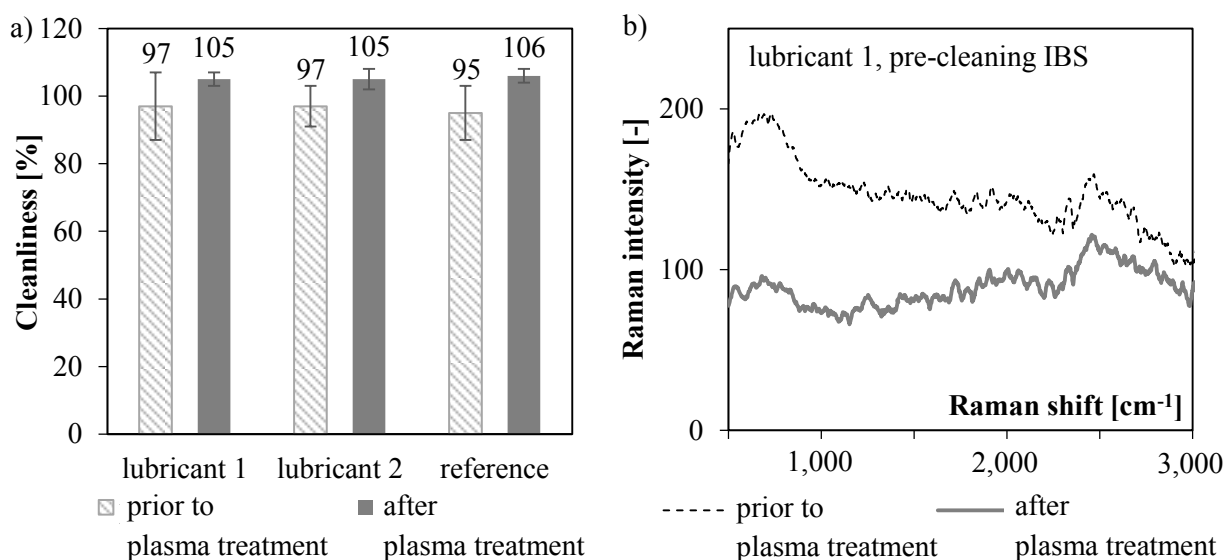 a)
Cleanliness [%]
120
100
80
60
40
20
0
97
105
97
105
95
106
lubricant 1
lubricant 2
reference
prior to
plasma treatment
after
plasma treatment
b)
lubricant 1, pre-cleaning IBS
Raman intensity [-]
200
100
0
Raman shift [cm-1]
1,000
2,000
3,000
prior to
plasma treatment
after
plasma treatment